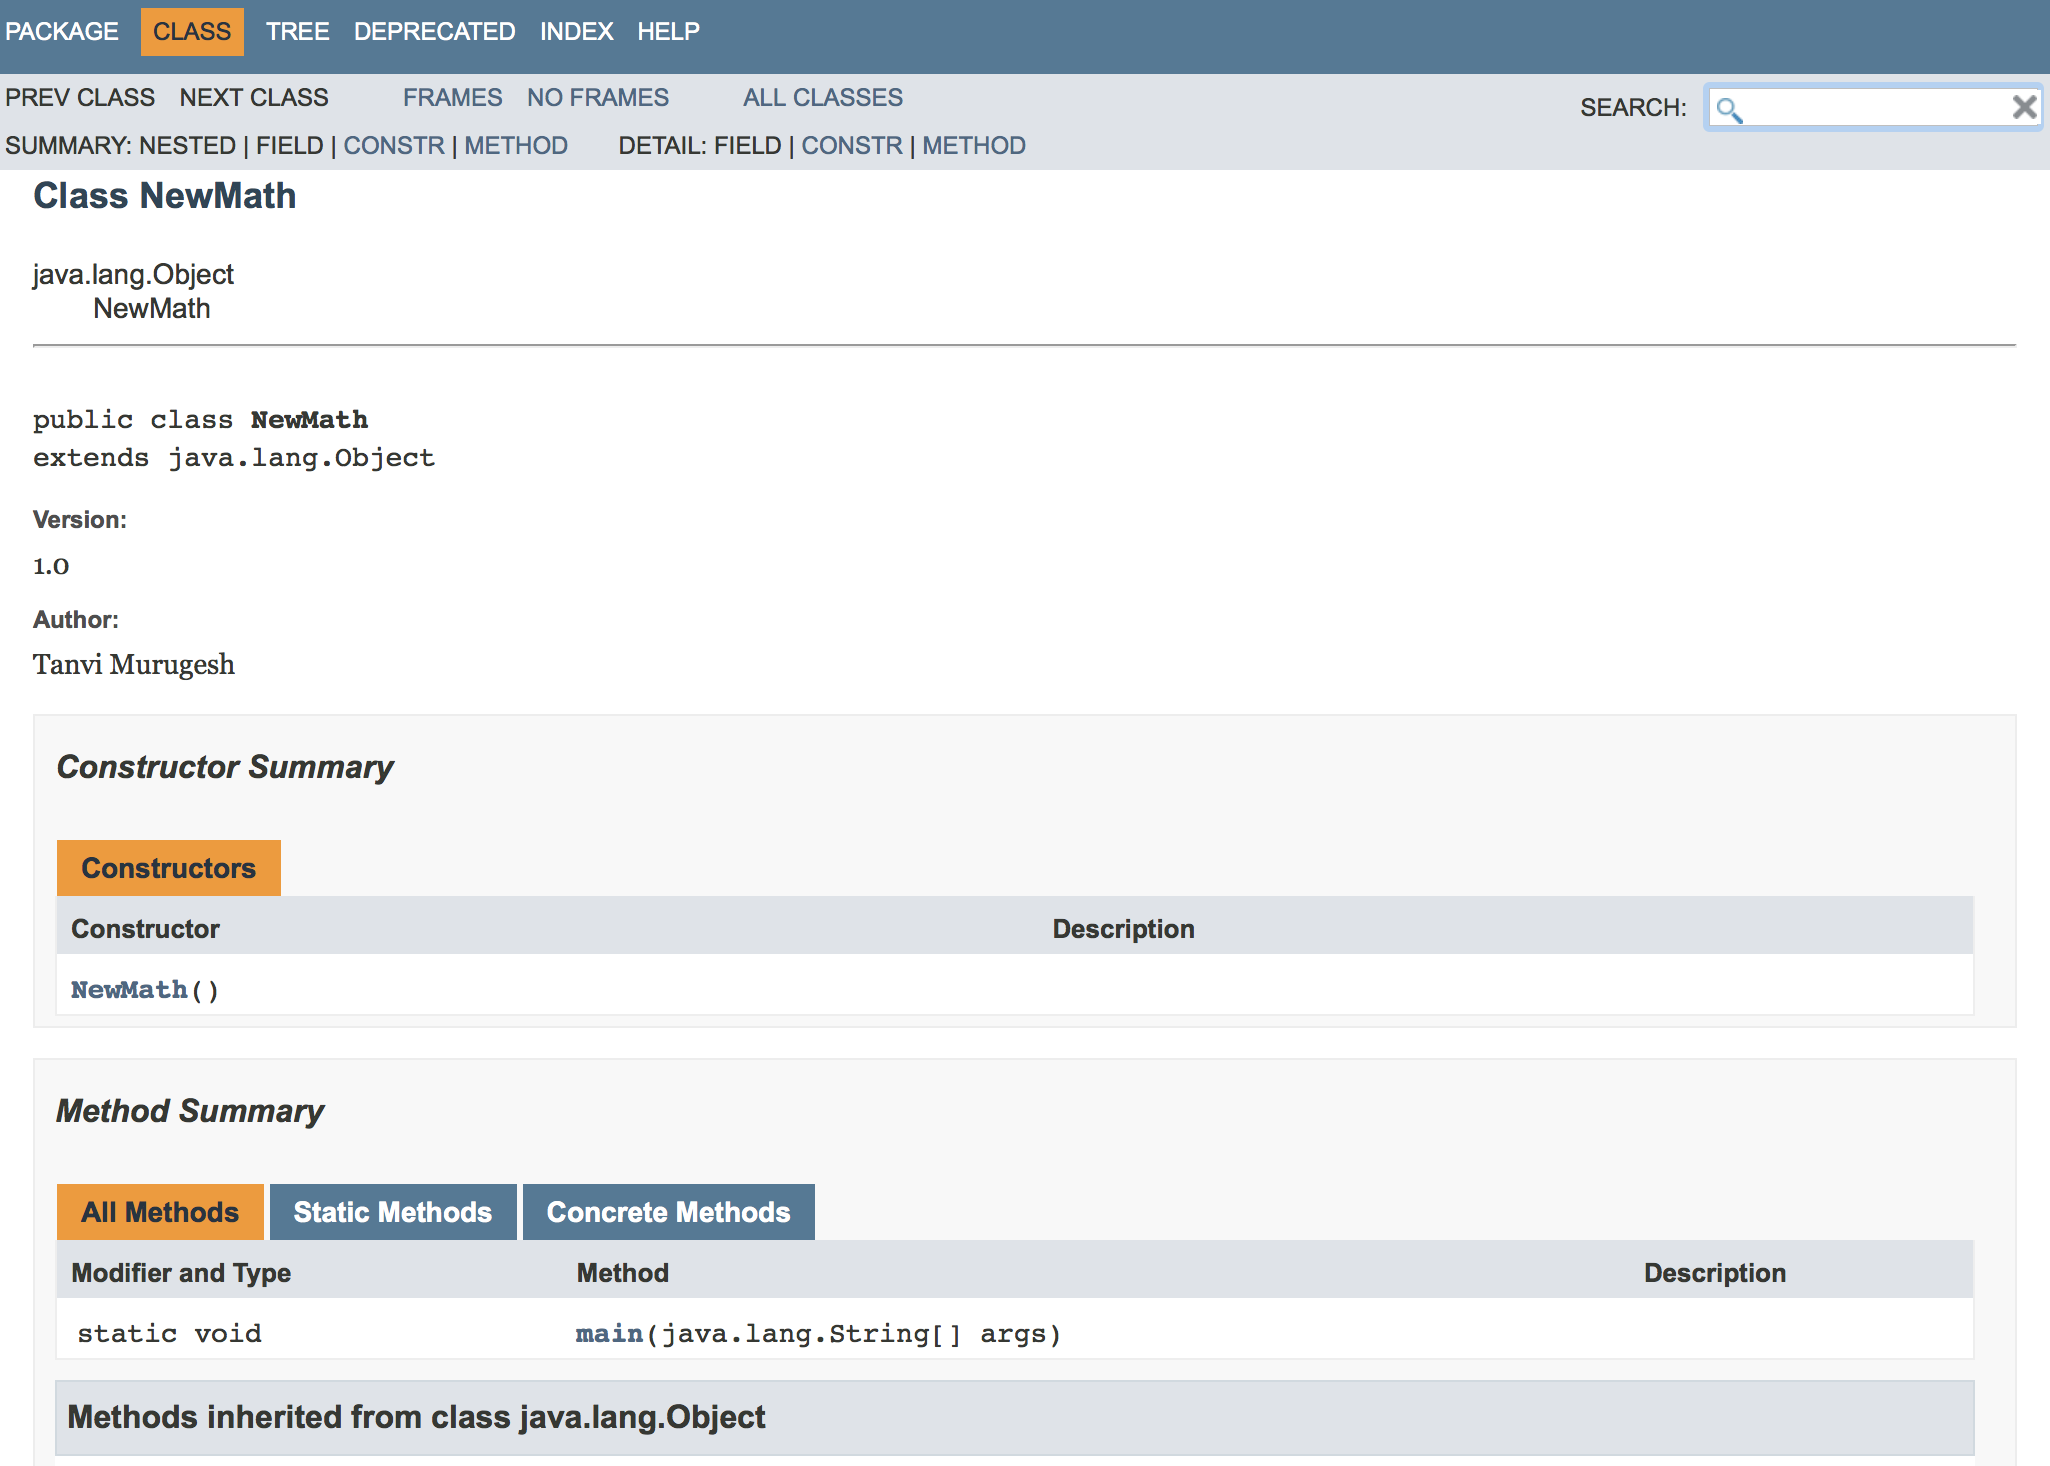 PACKAGE CLASS TREE DEPRECATED INDEX HELP
PREV CLASS NEXT CLASS FRAMES NO FRAMES ALL CLASSES
SEARCH:
SUMMARY: NESTED | FIELD | CONSTR | METHOD DETAIL: FIELD | CONSTR | METHOD
Class NewMath
java.lang.Object
NewMath
public class NewMath
extends java.lang.Object
Version:
1.0
Author:
Tanvi Murugesh
Constructor Summary
Constructors
Constructor Description
NewMath()
Method Summary
All Methods Static Methods Concrete Methods
Modifier and Type Method Description
static void main(java.lang.String[] args)
Methods inherited from class java.lang.Object